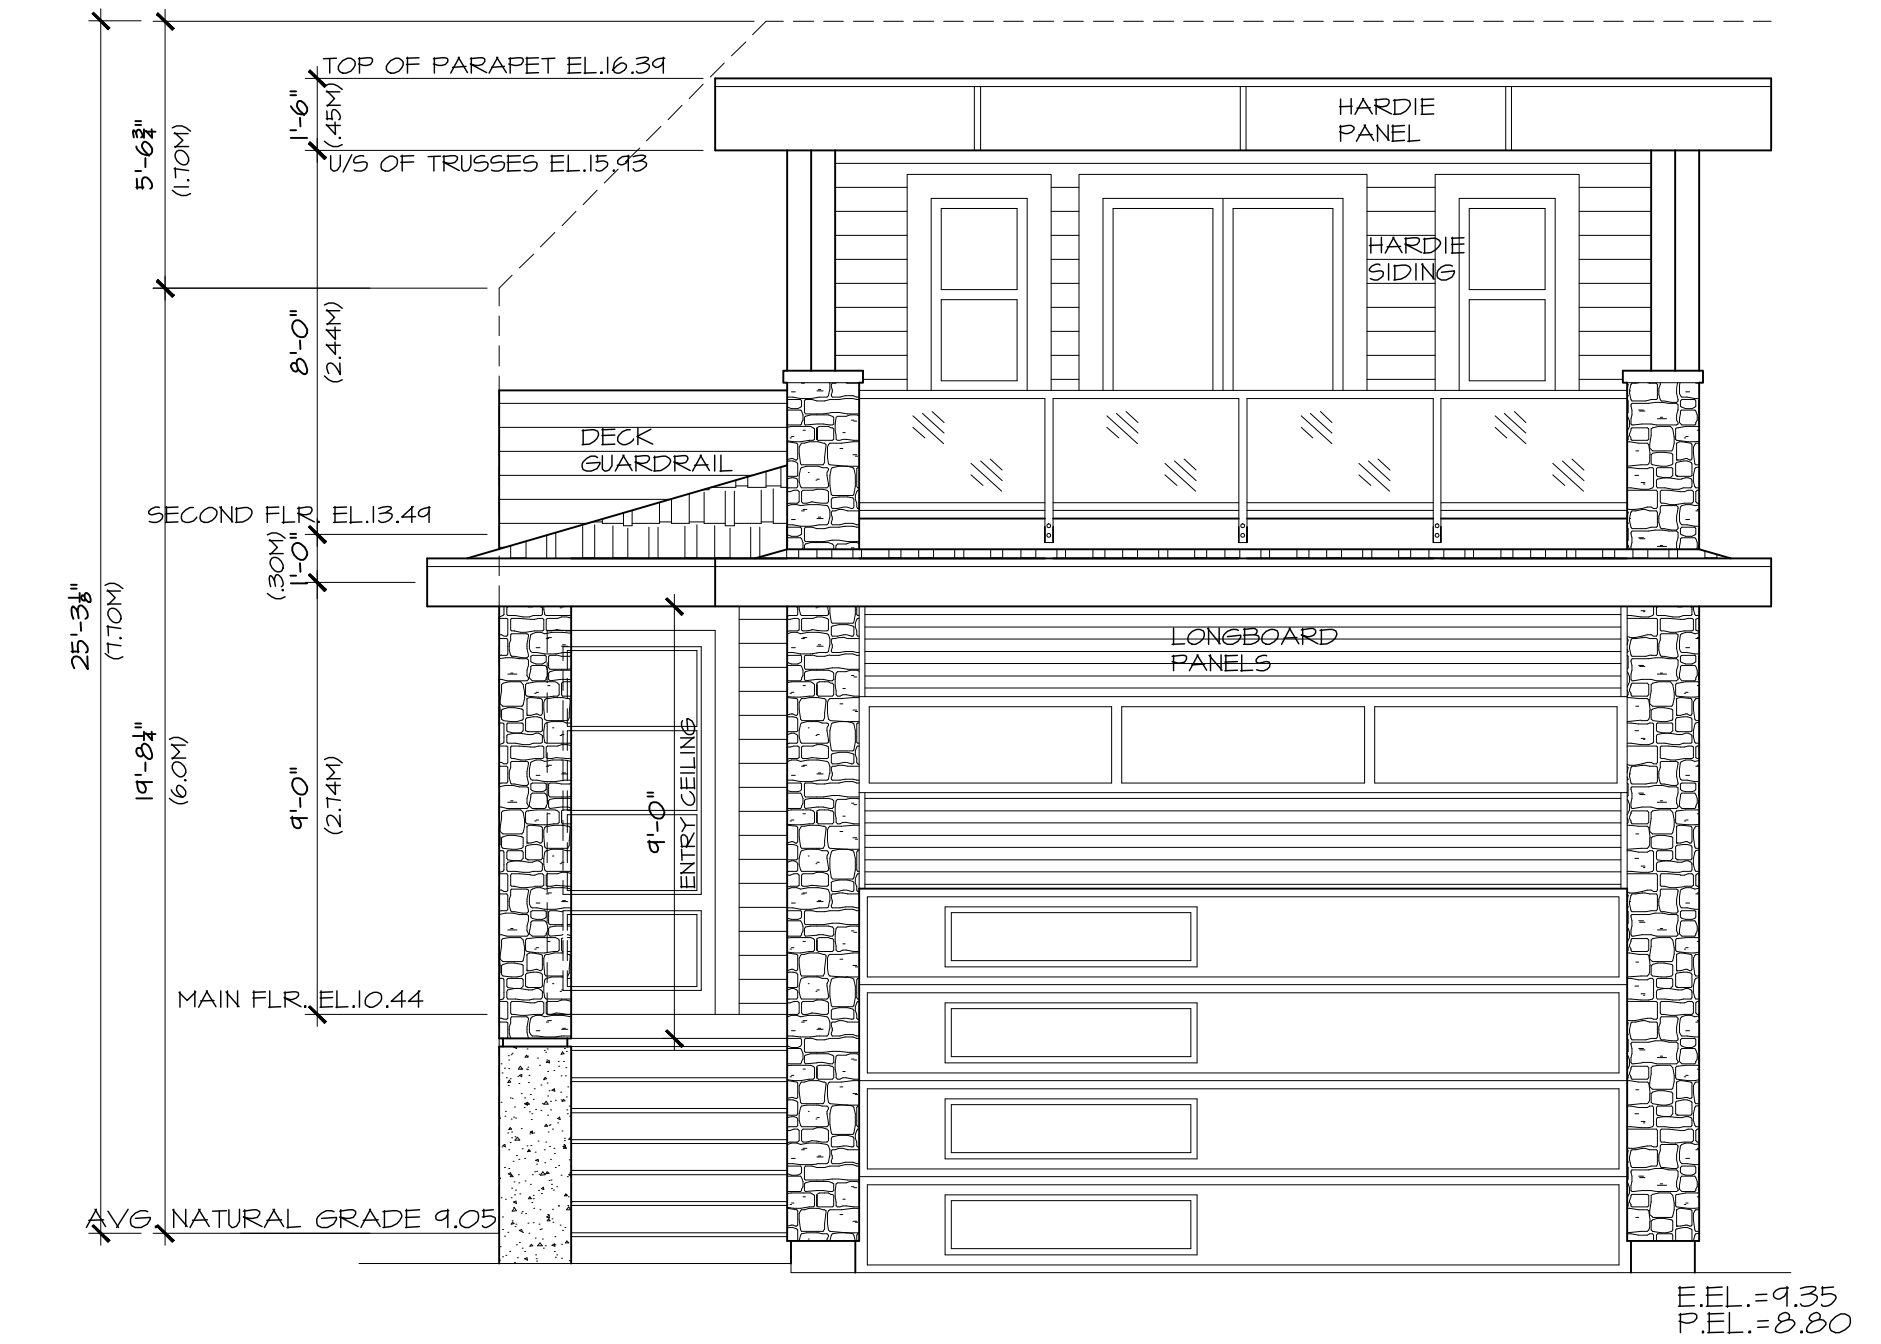 TOP OF PARAPET EL.16.39
1'-6"
(.45M)
U/S OF TRUSSES EL.15.93
5'-6¾"
(1.70M)
HARDIE
PANEL
HARDIE
SIDING
8'-0"
(2.44M)
DECK
GUARDRAIL
SECOND FLR. EL.13.49
1'-0"
(.30M)
25'-3⅛"
(7.70M)
19'-8¼"
(6.0M)
9'-0"
(2.74M)
9'-0"
ENTRY CEILING
LONGBOARD
PANELS
MAIN FLR. EL.10.44
AVG. NATURAL GRADE 9.05
E.EL.=9.35
P.EL.=8.80